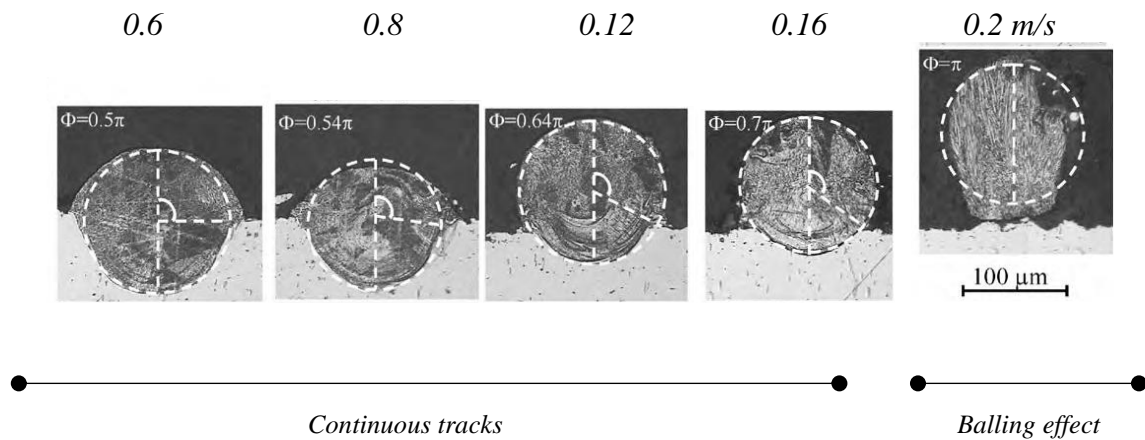 0.6 0.8 0.12 0.16 0.2 m/s
Φ=0.5π Φ=0.54π Φ=0.64π Φ=0.7π Φ=π
100 µm
Continuous tracks Balling effect